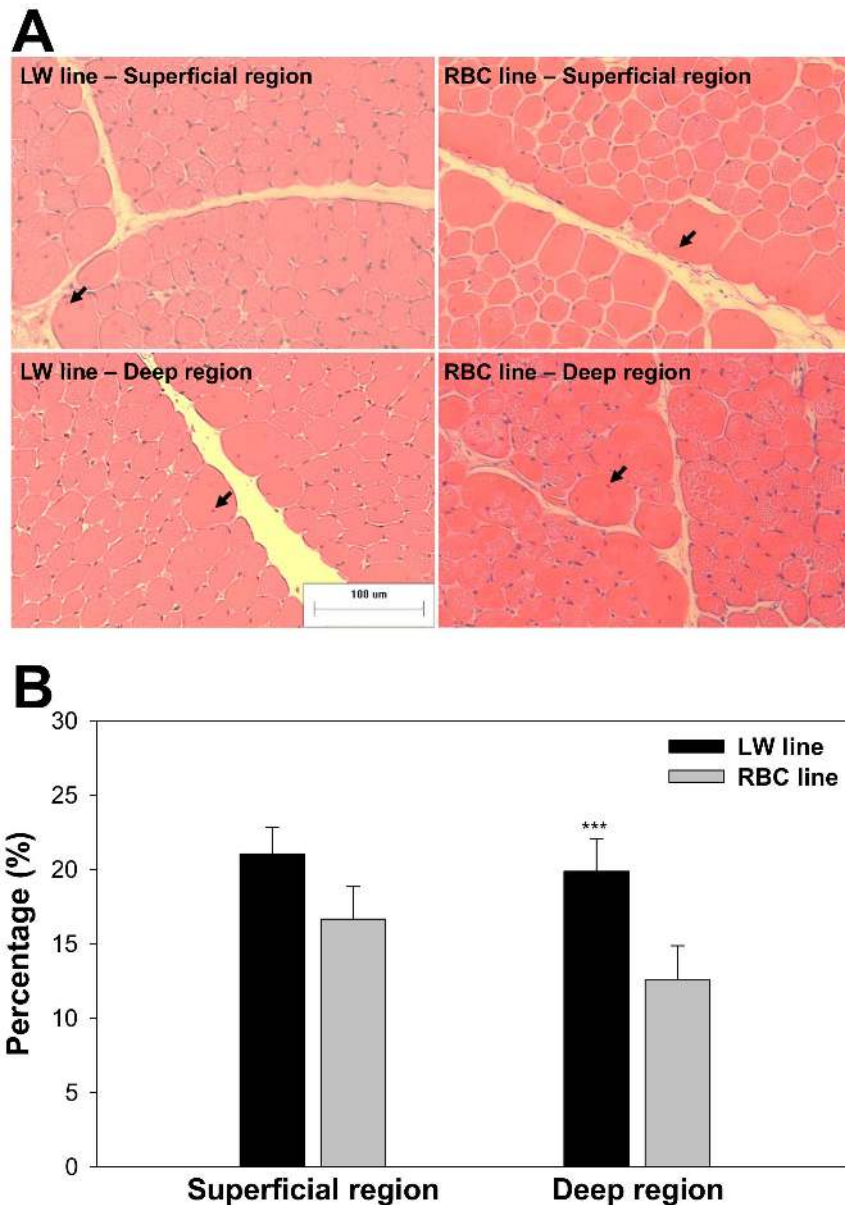 A
LW line – Superficial region
RBC line – Superficial region
LW line – Deep region
RBC line – Deep region
100 um
B
30
25
20
15
10
5
0
Percentage (%)
LW line
RBC line
***
Superficial region
Deep region